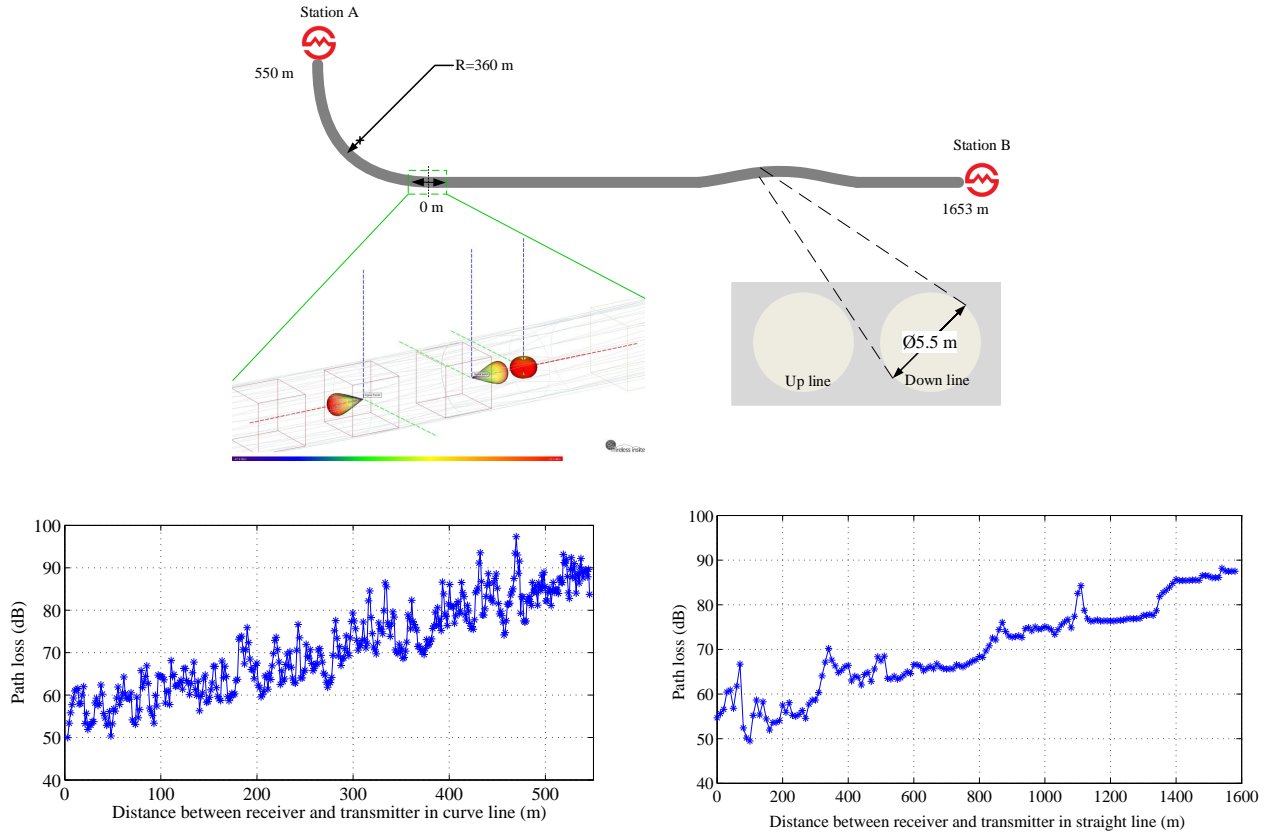 Station A
550 m
R=360 m
Station B
0 m
1653 m
Ø5.5 m
Up line
Down line
wireless insite
100
90
80
70
60
50
40
0
100
200
300
400
500
Path loss (dB)
Distance between receiver and transmitter in curve line (m)
100
90
80
70
60
50
40
0
200
400
600
800
1000
1200
1400
1600
Path loss (dB)
Distance between receiver and transmitter in straight line (m)